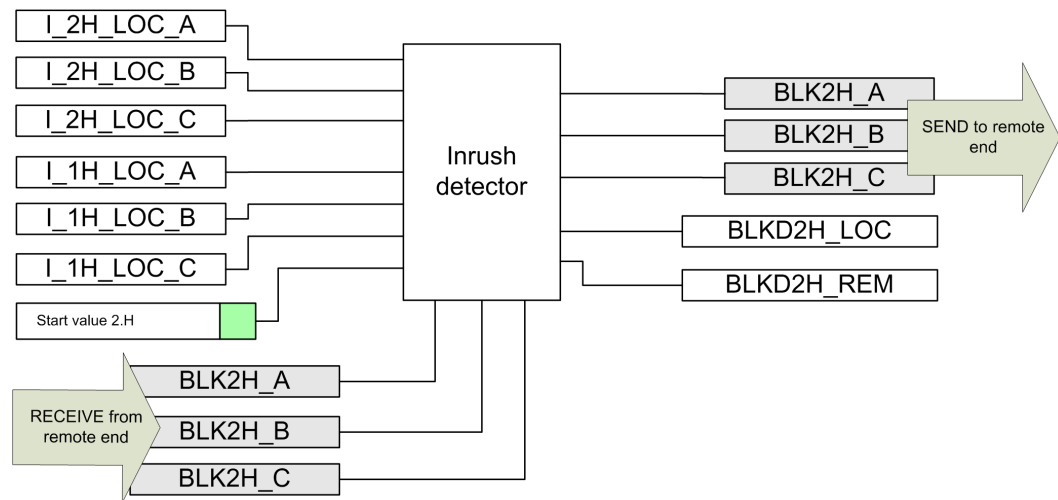 I_2H_LOC_A
I_2H_LOC_B
I_2H_LOC_C
I_1H_LOC_A
I_1H_LOC_B
I_1H_LOC_C
Start value 2.H
Inrush
detector
BLK2H_A
BLK2H_B
BLK2H_C
SEND to remote
end
BLKD2H_LOC
BLKD2H_REM
RECEIVE from
remote end
BLK2H_A
BLK2H_B
BLK2H_C